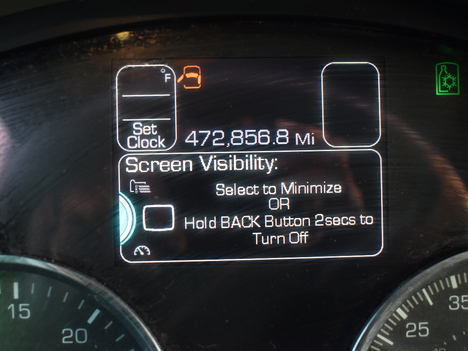 °F
Set
Clock
472,856.8 Mi
Screen Visibility:
Select to Minimize
OR
Hold BACK Button 2secs to
Turn Off
15
20
25
35